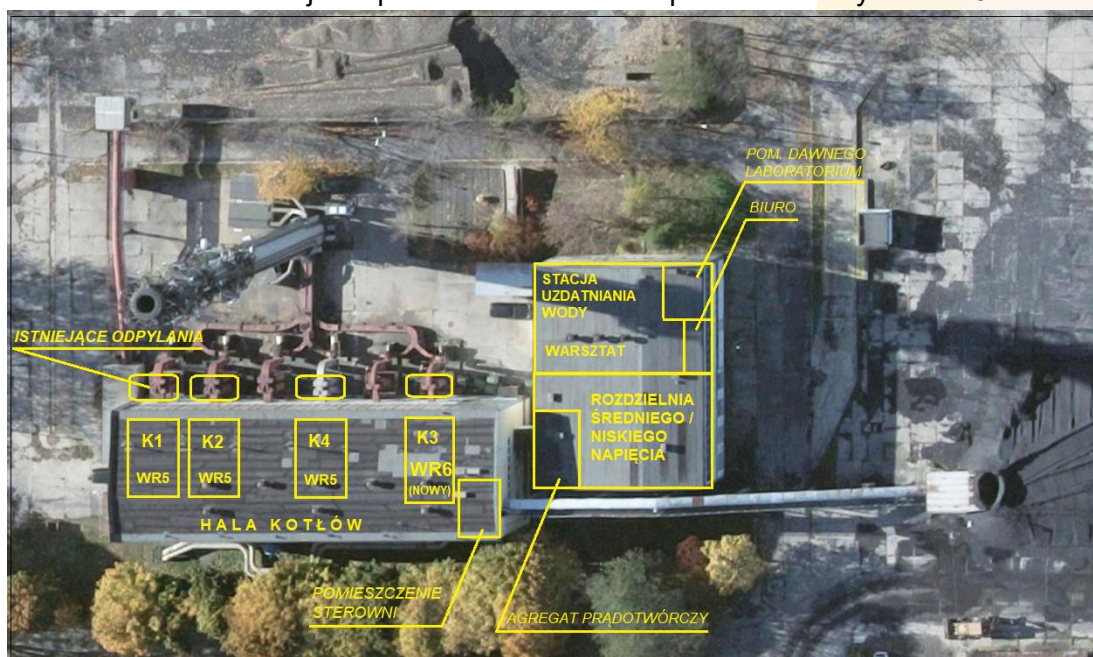 POM. DAWNEGO
LABORATORIUM
BIURO
STACJA
UZDATNIANIA
WODY
WARSZTAT
ISTNIEJĄCE ODPYLANIA
ROZDZIELNIA
ŚREDNIEGO /
NISKIEGO
NAPIĘCIA
K1
WR5
K2
WR5
K4
WR5
K3
WR6
(NOWY)
HALA KOTŁÓW
POMIESZCZENIE
STEROWNI
AGREGAT PRĄDOTWÓRCZY